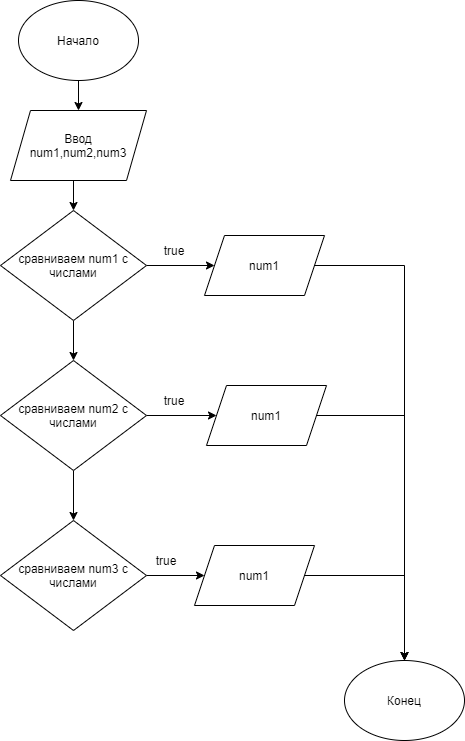 Начало
Ввод
num1,num2,num3
сравниваем num1 с
числами
true
num1
сравниваем num2 с
числами
true
num1
сравниваем num3 с
числами
true
num1
Конец